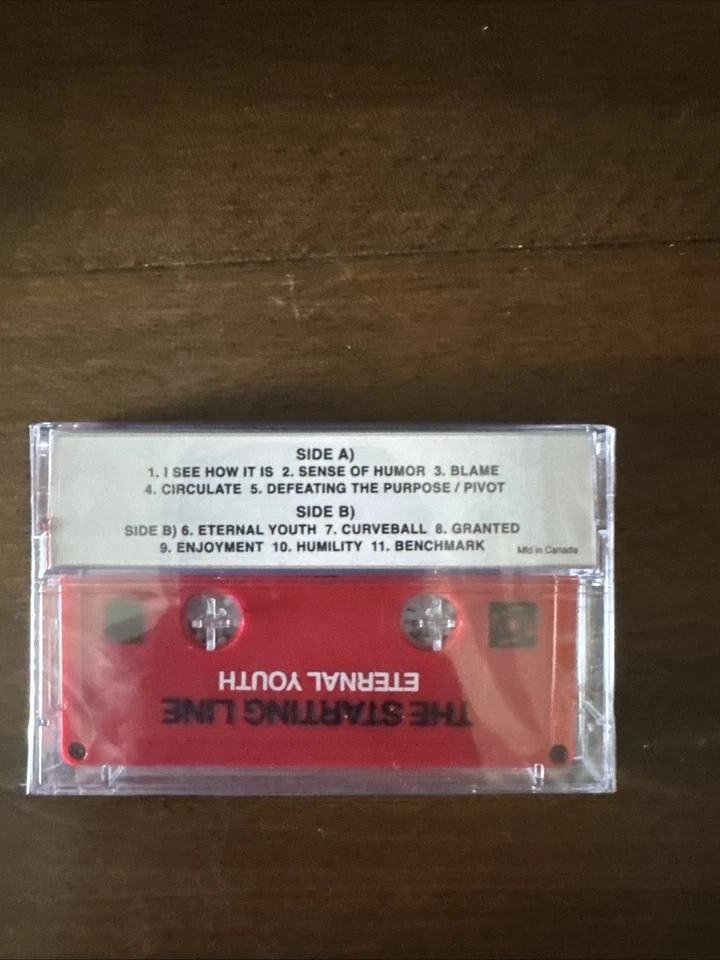 SIDE A)
1. I SEE HOW IT IS 2. SENSE OF HUMOR 3. BLAME
4. CIRCULATE 5. DEFEATING THE PURPOSE / PIVOT
SIDE B)
SIDE B) 6. ETERNAL YOUTH 7. CURVEBALL 8. GRANTED
9. ENJOYMENT 10. HUMILITY 11. BENCHMARK
Mfd in Canada
THE STARTING LINE
ETERNAL YOUTH